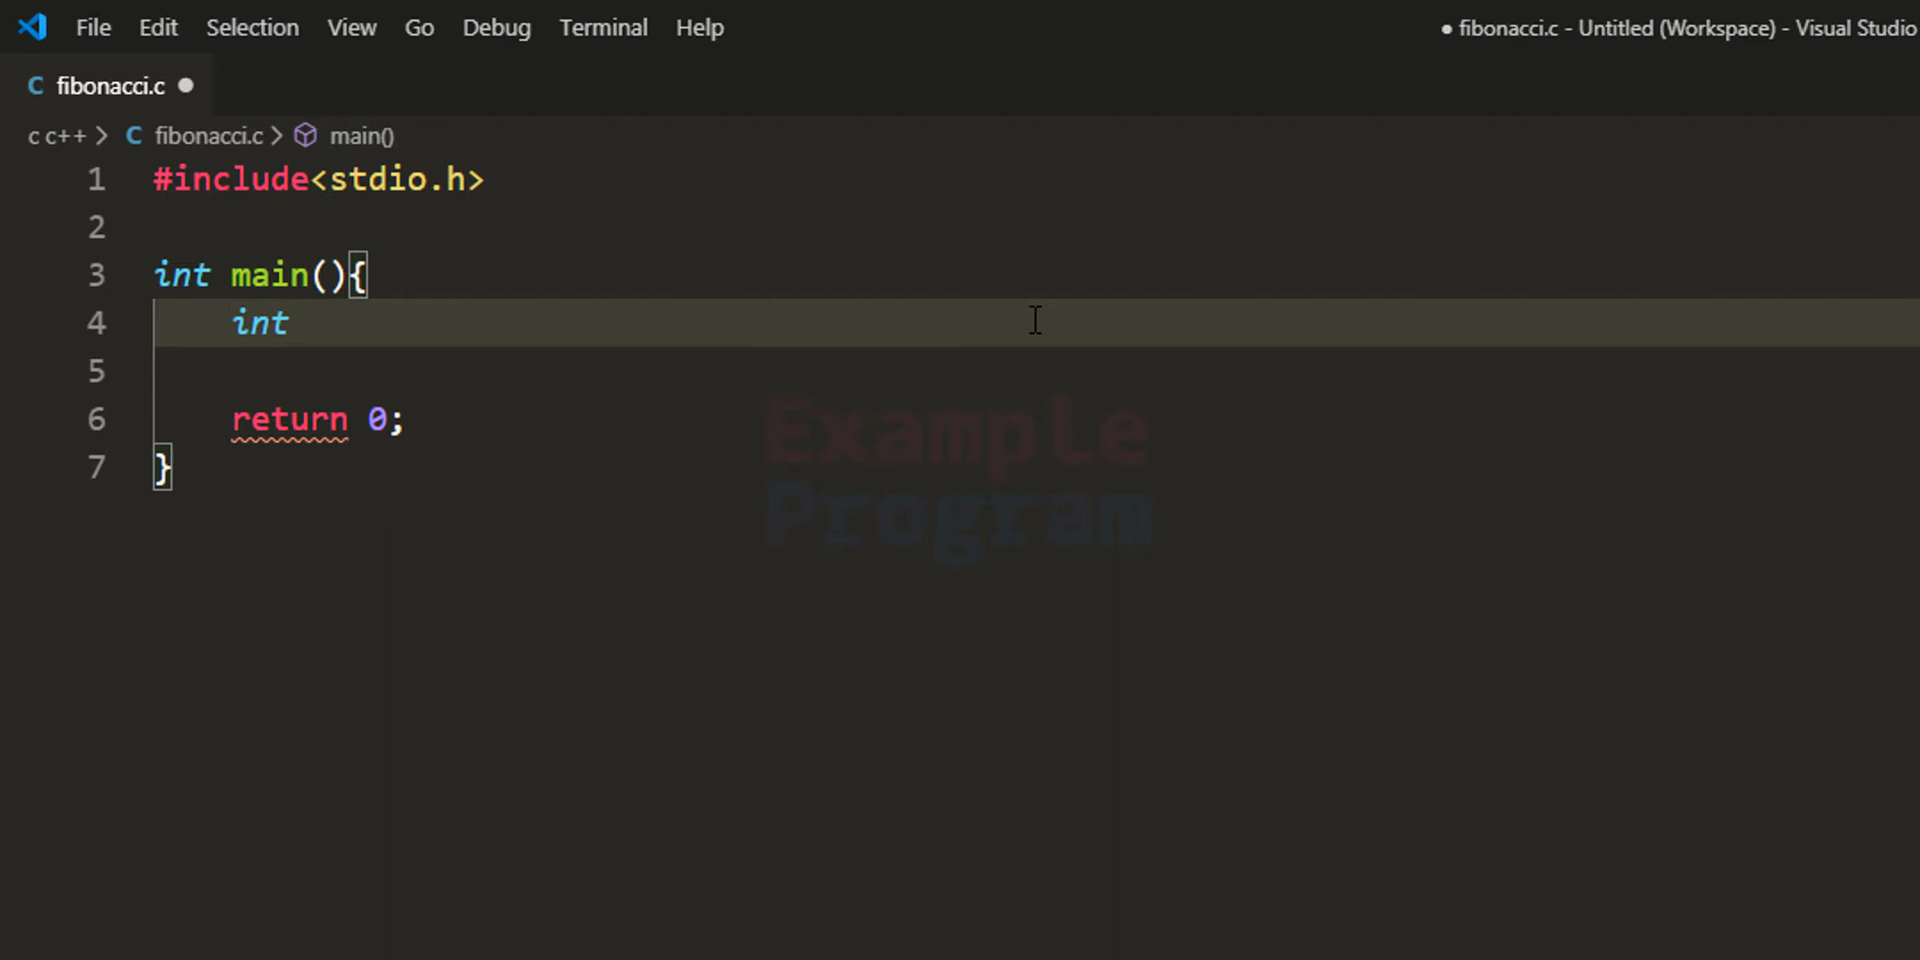 File Edit Selection View Go Debug Terminal Help
● fibonacci.c - Untitled (Workspace) - Visual Studio
C fibonacci.c ●
c c++ > C fibonacci.c > main()
1 #include<stdio.h>
2
3 int main(){
4 int
5
6 return 0;
7 }
Example
Program